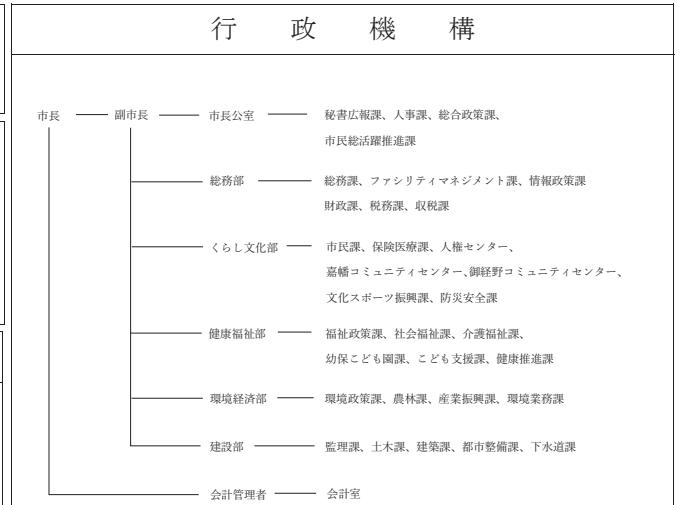 行政機構
市長 副市長 市長公室 秘書広報課、人事課、総合政策課、
市民総活躍推進課
総務部 総務課、ファシリティマネジメント課、情報政策課
財政課、税務課、収税課
くらし文化部 市民課、保険医療課、人権センター、
嘉幡コミュニティセンター、御経野コミュニティセンター、
文化スポーツ振興課、防災安全課
健康福祉部 福祉政策課、社会福祉課、介護福祉課、
幼保こども園課、こども支援課、健康推進課
環境経済部 環境政策課、農林課、産業振興課、環境業務課
建設部 監理課、土木課、建築課、都市整備課、下水道課
会計管理者 会計室